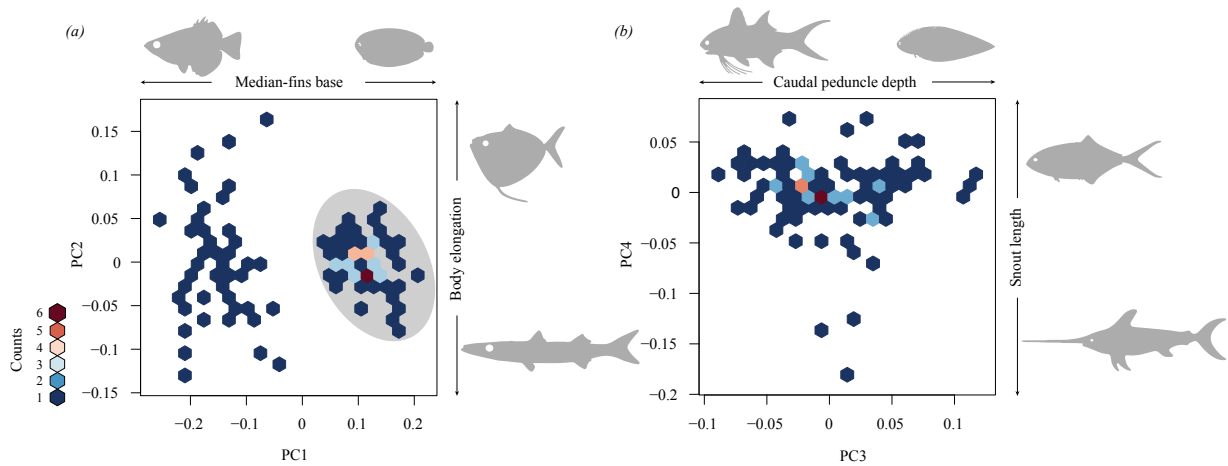 (a)
Median-fins base
PC2
0.15
0.1
0.05
0
−0.05
−0.1
−0.15
−0.2
−0.1
0
0.1
0.2
PC1
Body elongation
Counts
6
5
4
3
2
1
(b)
Caudal peduncle depth
PC4
0.05
0
−0.05
−0.1
−0.15
−0.2
−0.1
−0.05
0
0.05
0.1
PC3
Snout length